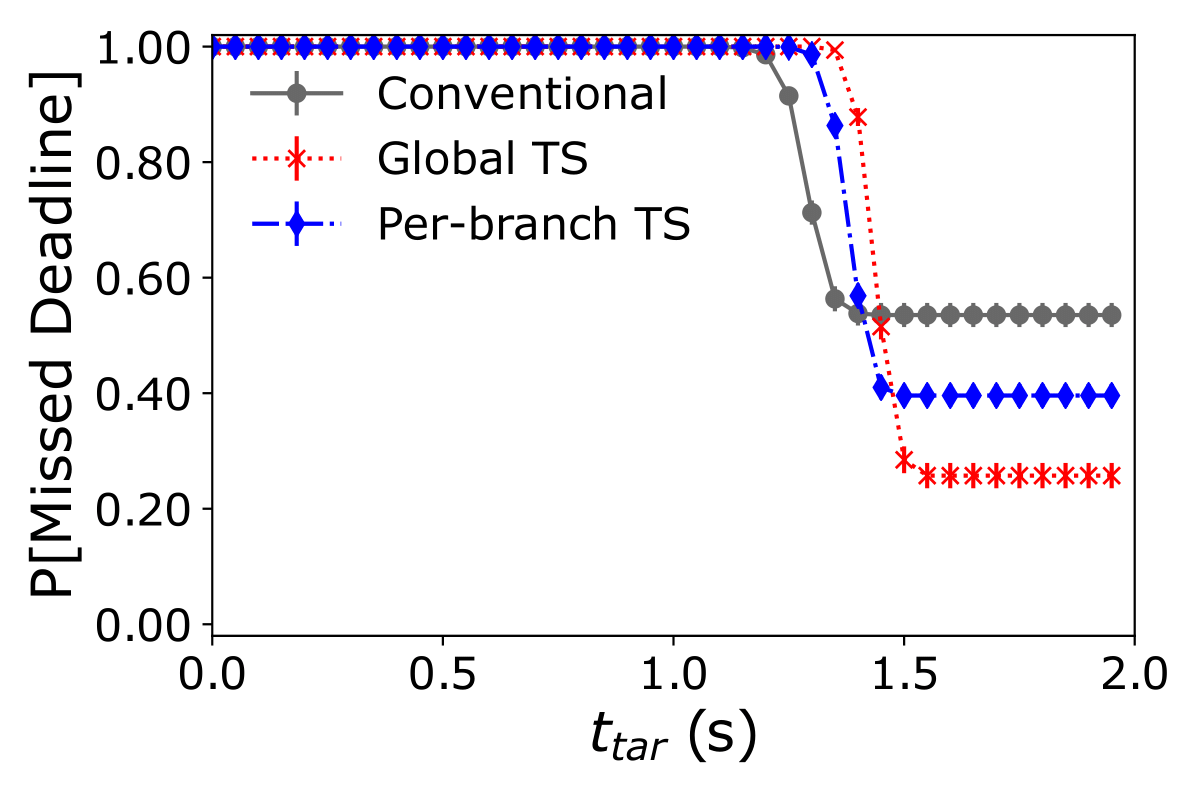 1.00
0.80
0.60
0.40
0.20
0.00
P[Missed Deadline]
Conventional
Global TS
Per-branch TS
0.0 0.5 1.0 1.5 2.0
t_tar (s)